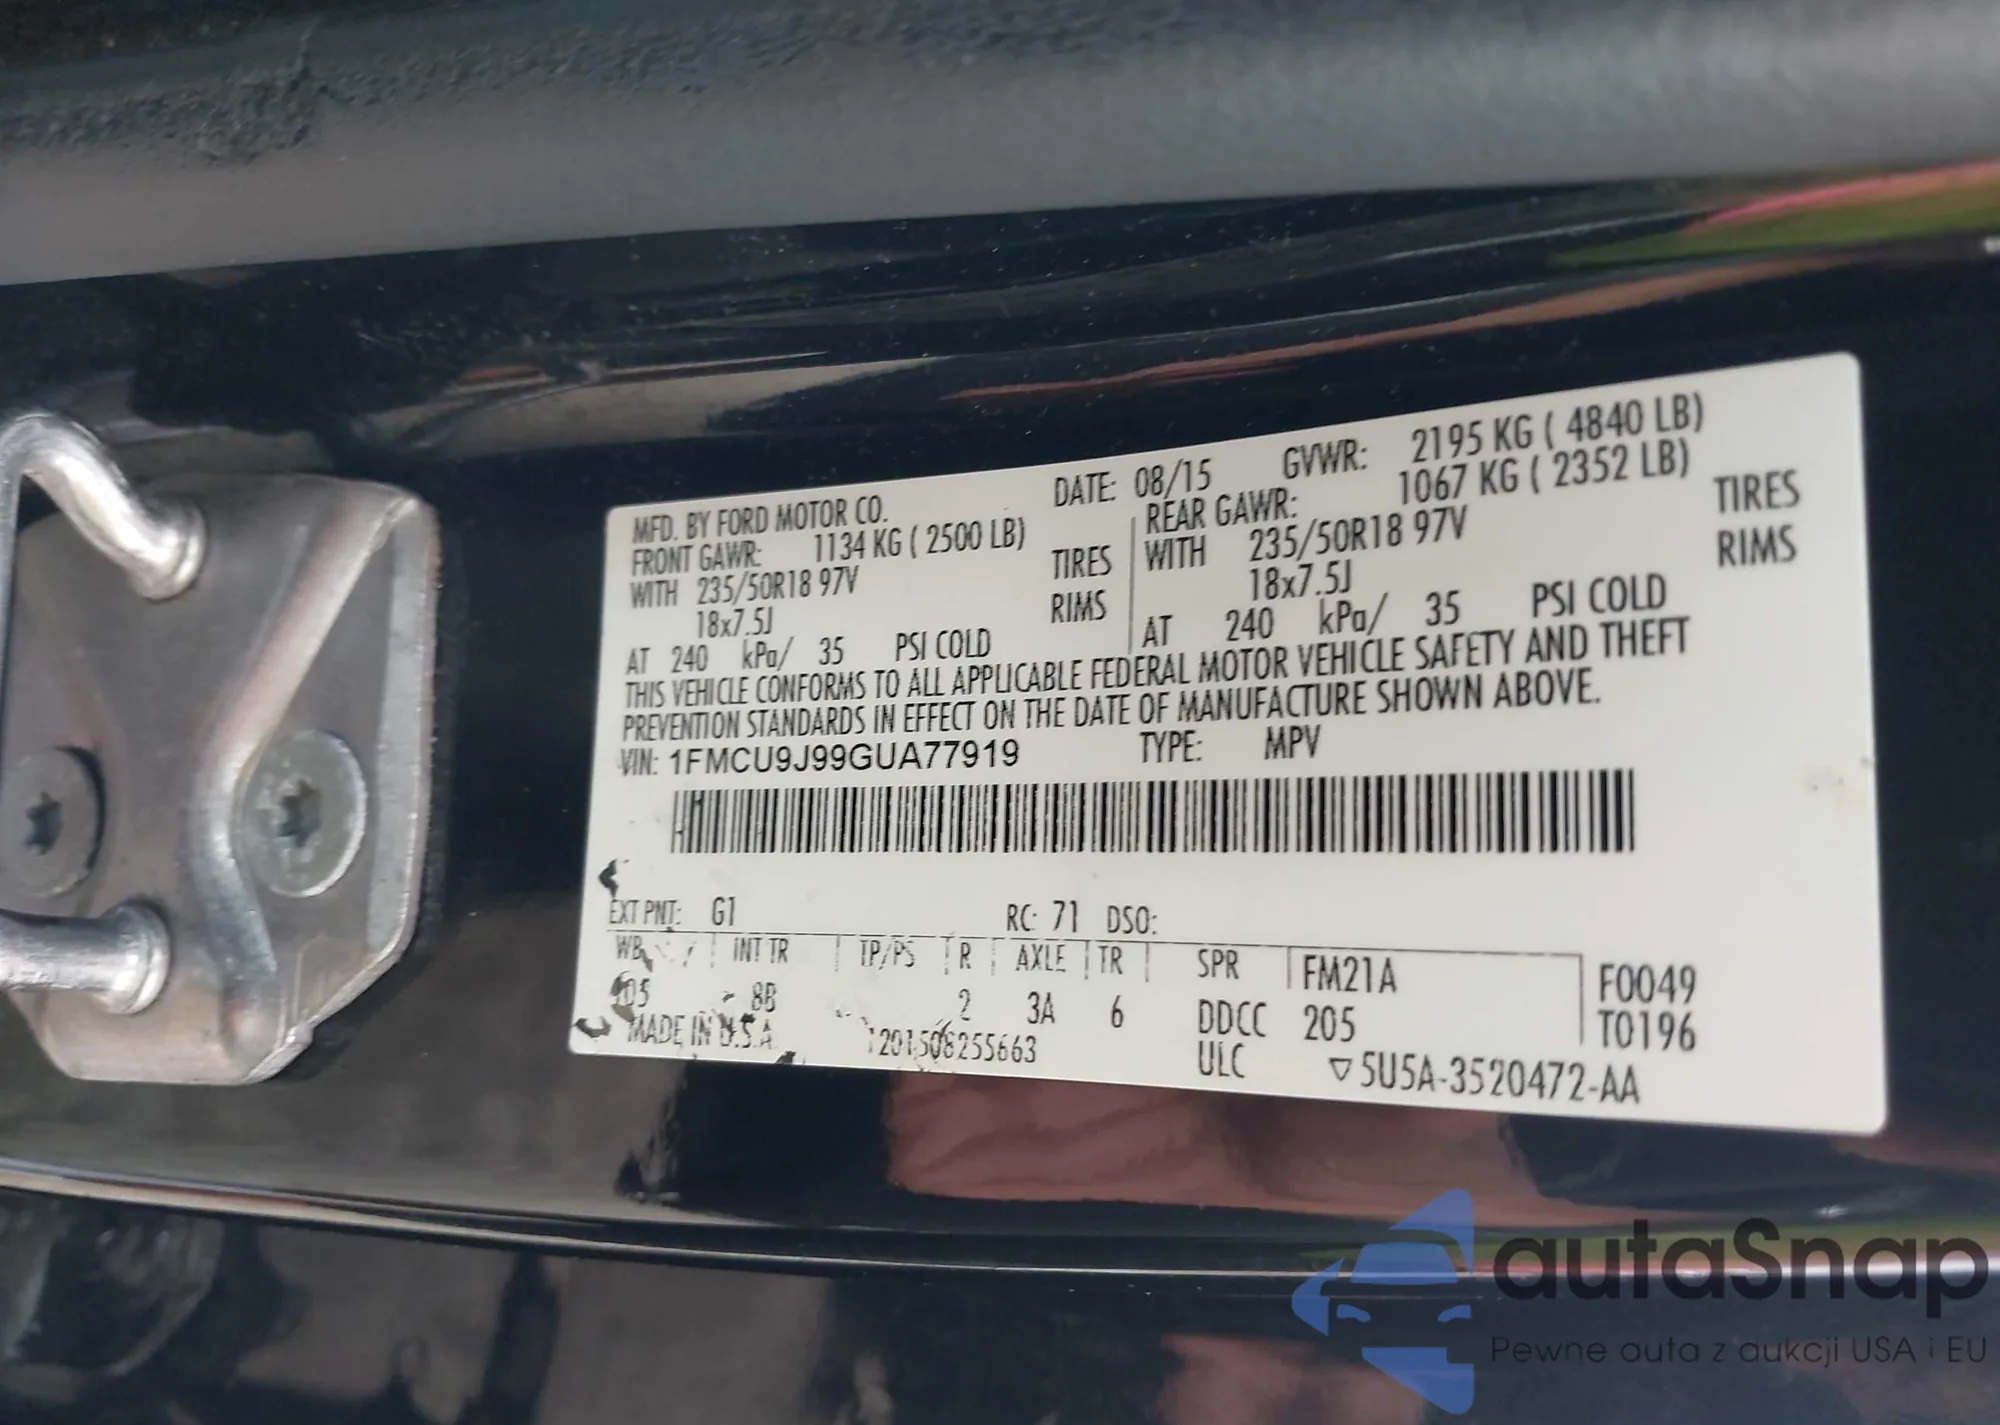 MFD. BY FORD MOTOR CO. DATE: 08/15 GVWR: 2195 KG ( 4840 LB)
FRONT GAWR: 1134 KG ( 2500 LB) REAR GAWR: 1067 KG ( 2352 LB)
WITH 235/50R18 97V TIRES WITH 235/50R18 97V TIRES
18x7.5J RIMS 18x7.5J RIMS
AT 240 kPa/ 35 PSI COLD AT 240 kPa/ 35 PSI COLD
THIS VEHICLE CONFORMS TO ALL APPLICABLE FEDERAL MOTOR VEHICLE SAFETY AND THEFT
PREVENTION STANDARDS IN EFFECT ON THE DATE OF MANUFACTURE SHOWN ABOVE.
VIN: 1FMCU9J99GUA77919 TYPE: MPV
EXT PNT: G1 RC: 71 DSO:
WB INT TR TP/PS R AXLE TR SPR FM21A F0049
8B 2 3A 6 DDCC 205 T0196
MADE IN U.S.A. 1201508255663 ULC ▽5U5A-3520472-AA
autaSnap
Pewne auta z aukcji USA i EU